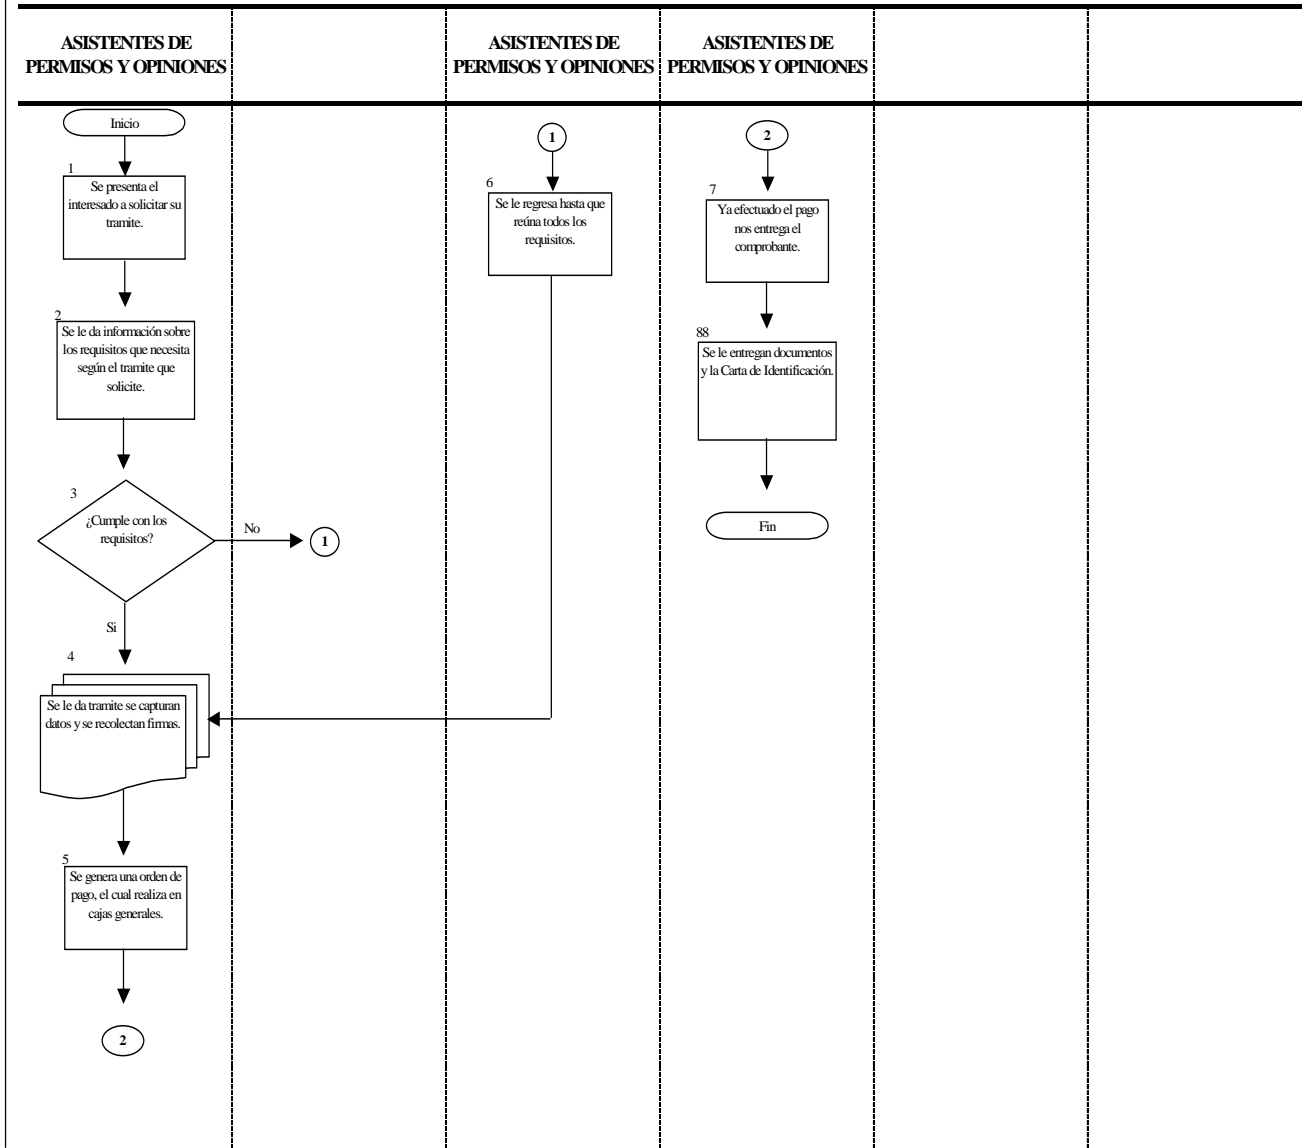 ASISTENTES DE
PERMISOS Y OPINIONES
ASISTENTES DE
PERMISOS Y OPINIONES
ASISTENTES DE
PERMISOS Y OPINIONES
Inicio
1
Se presenta el
interesado a solicitar su
tramite.
2
Se le da información sobre
los requisitos que necesita
según el tramite que
solicite.
3
¿Cumple con los
requisitos?
No
1
Si
4
Se le da tramite se capturan
datos y se recolectan firmas.
5
Se genera una orden de
pago, el cual realiza en
cajas generales.
2
1
6
Se le regresa hasta que
reúna todos los
requisitos.
2
7
Ya efectuado el pago
nos entrega el
comprobante.
88
Se le entregan documentos
y la Carta de Identificación.
Fin